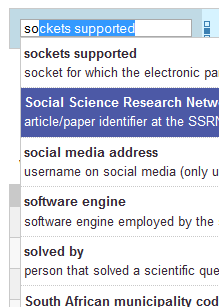 sockets supported
sockets supported
socket for which the electronic pa
Social Science Research Netw
article/paper identifier at the SSRN
social media address
username on social media (only u
software engine
software engine employed by the
solved by
person that solved a scientific que
South African municipality cod